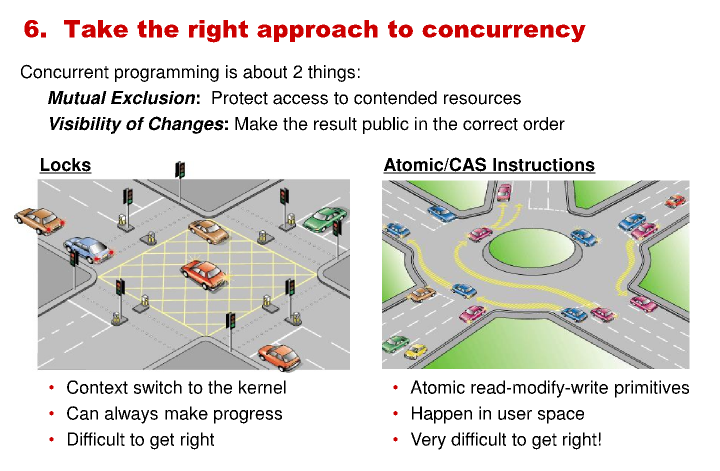 6. Take the right approach to concurrency
Concurrent programming is about 2 things:
Mutual Exclusion: Protect access to contended resources
Visibility of Changes: Make the result public in the correct order
Locks
Atomic/CAS Instructions
• Context switch to the kernel
• Can always make progress
• Difficult to get right
• Atomic read-modify-write primitives
• Happen in user space
• Very difficult to get right!